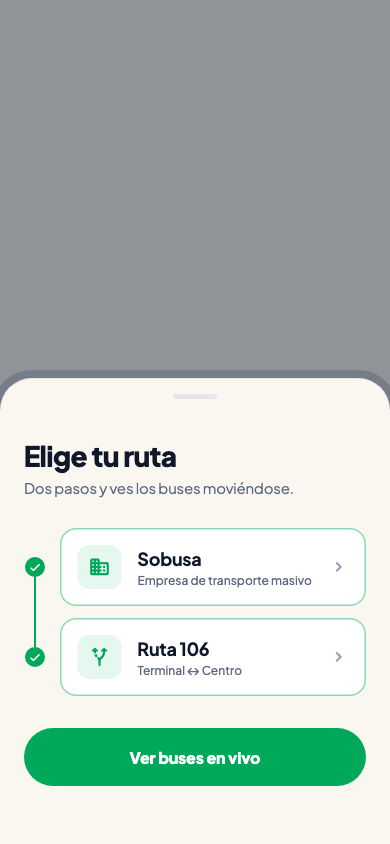 Elige tu ruta
Dos pasos y ves los buses moviéndose.
Sobusa
Empresa de transporte masivo
Ruta 106
Terminal ↔ Centro
Ver buses en vivo